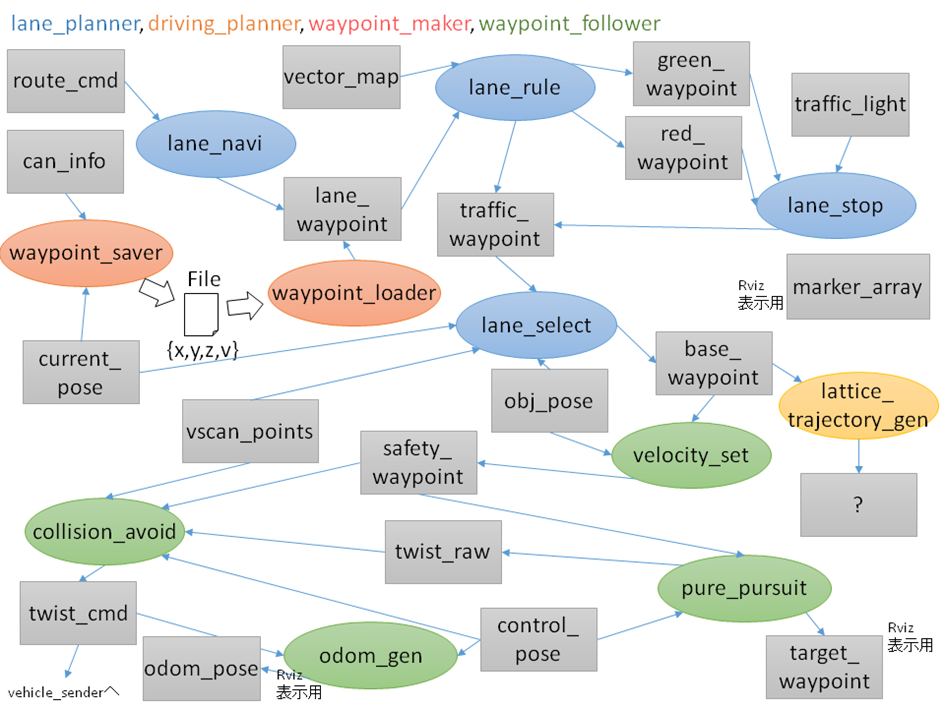 lane_planner, driving_planner, waypoint_maker, waypoint_follower
route_cmd
vector_map
lane_rule
green_
waypoint
traffic_light
can_info
lane_navi
red_
waypoint
lane_
waypoint
traffic_
waypoint
lane_stop
waypoint_saver
File
{x,y,z,v}
waypoint_loader
Rviz
表示用
marker_array
lane_select
current_
pose
base_
waypoint
obj_pose
lattice_
trajectory_gen
vscan_points
safety_
waypoint
velocity_set
?
collision_avoid
twist_raw
pure_pursuit
twist_cmd
control_
pose
odom_pose
Rviz
表示用
odom_gen
target_
waypoint
Rviz
表示用
vehicle_senderへ